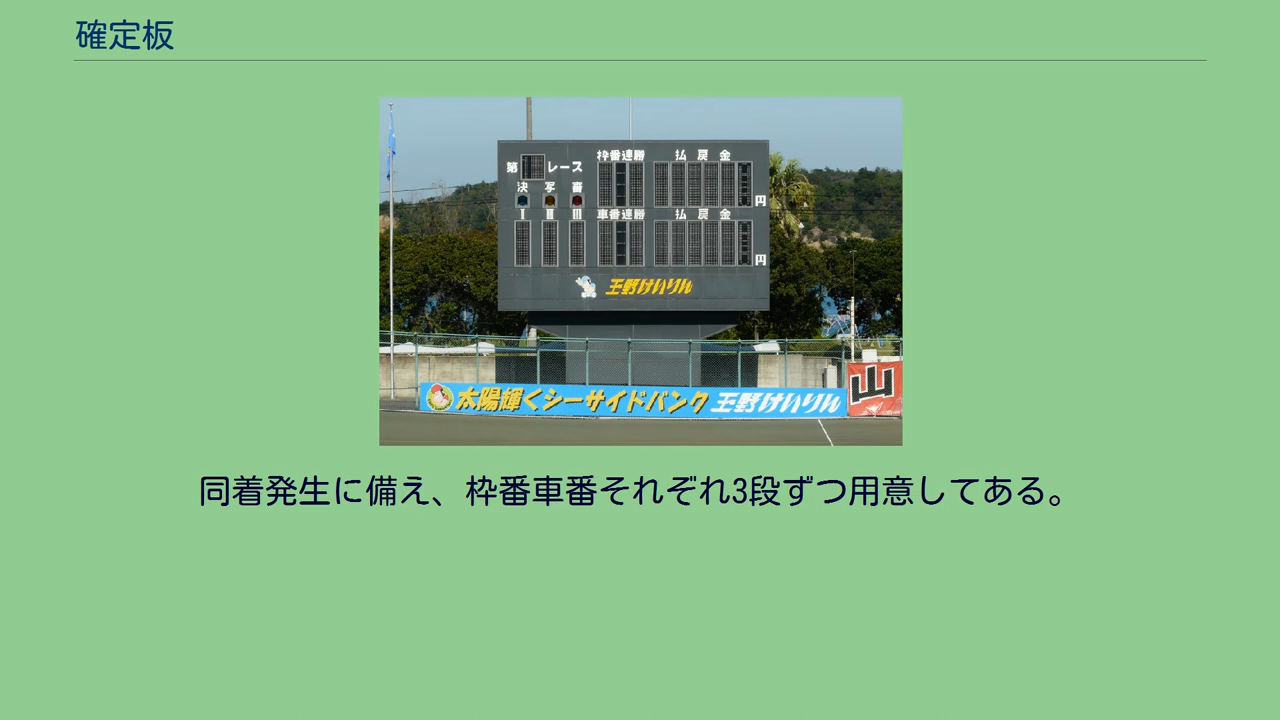 確定板
第 レース
枠番連勝 払戻金
円
決 写 審
Ⅰ Ⅱ Ⅲ
車番連勝 払戻金
円
玉野けいりん
太陽輝くシーサイドバンク 玉野けいりん
山
同着発生に備え、枠番車番それぞれ3段ずつ用意してある。